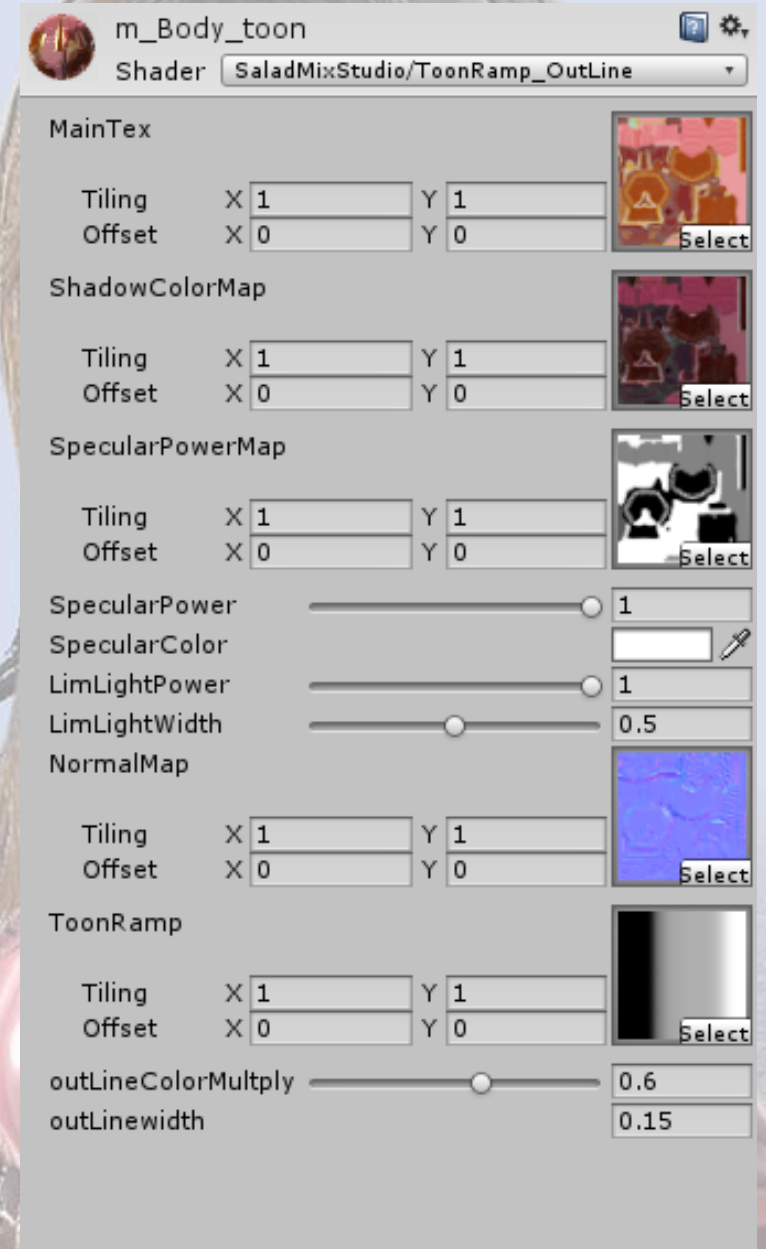 m_Body_toon
Shader SaladMixStudio/ToonRamp_OutLine
MainTex
Tiling X 1 Y 1
Offset X 0 Y 0
Select
ShadowColorMap
Tiling X 1 Y 1
Offset X 0 Y 0
Select
SpecularPowerMap
Tiling X 1 Y 1
Offset X 0 Y 0
Select
SpecularPower 1
SpecularColor
LimLightPower 1
LimLightWidth 0.5
NormalMap
Tiling X 1 Y 1
Offset X 0 Y 0
Select
ToonRamp
Tiling X 1 Y 1
Offset X 0 Y 0
Select
outLineColorMultply 0.6
outLinewidth 0.15